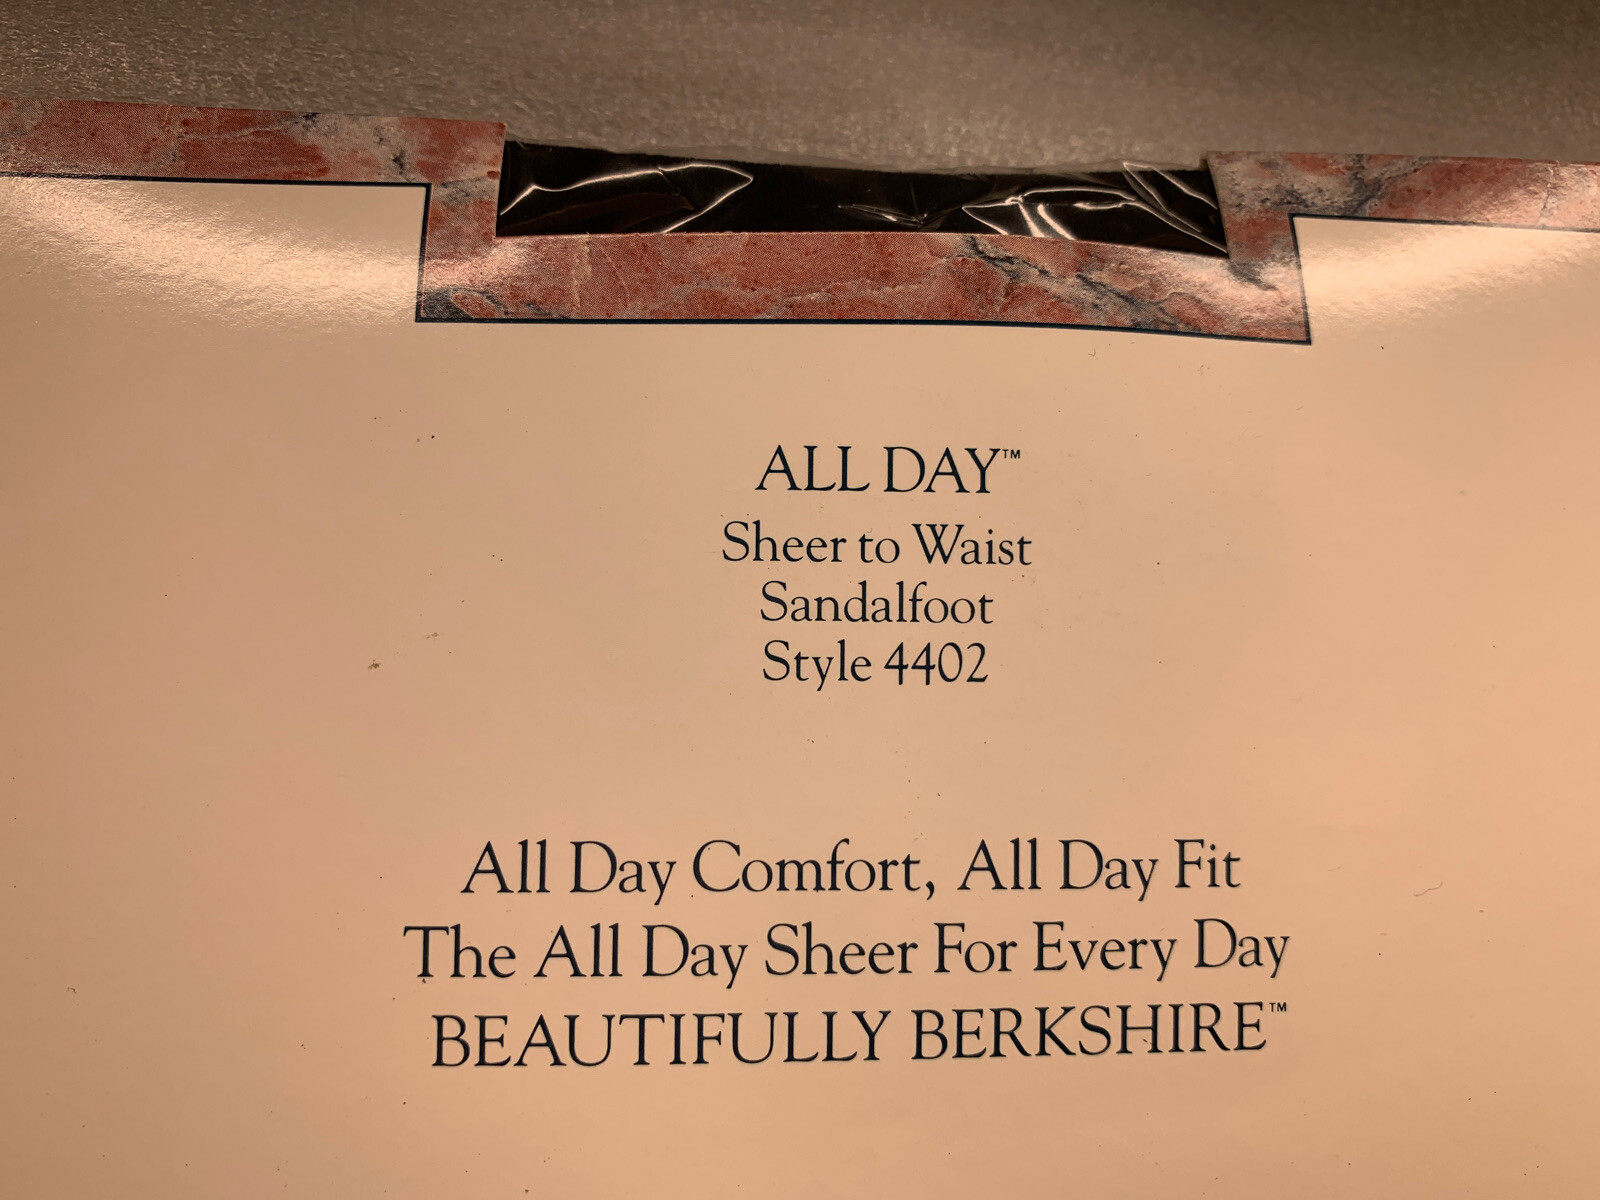 ALL DAY™
Sheer to Waist
Sandalfoot
Style 4402
All Day Comfort, All Day Fit
The All Day Sheer For Every Day
BEAUTIFULLY BERKSHIRE™